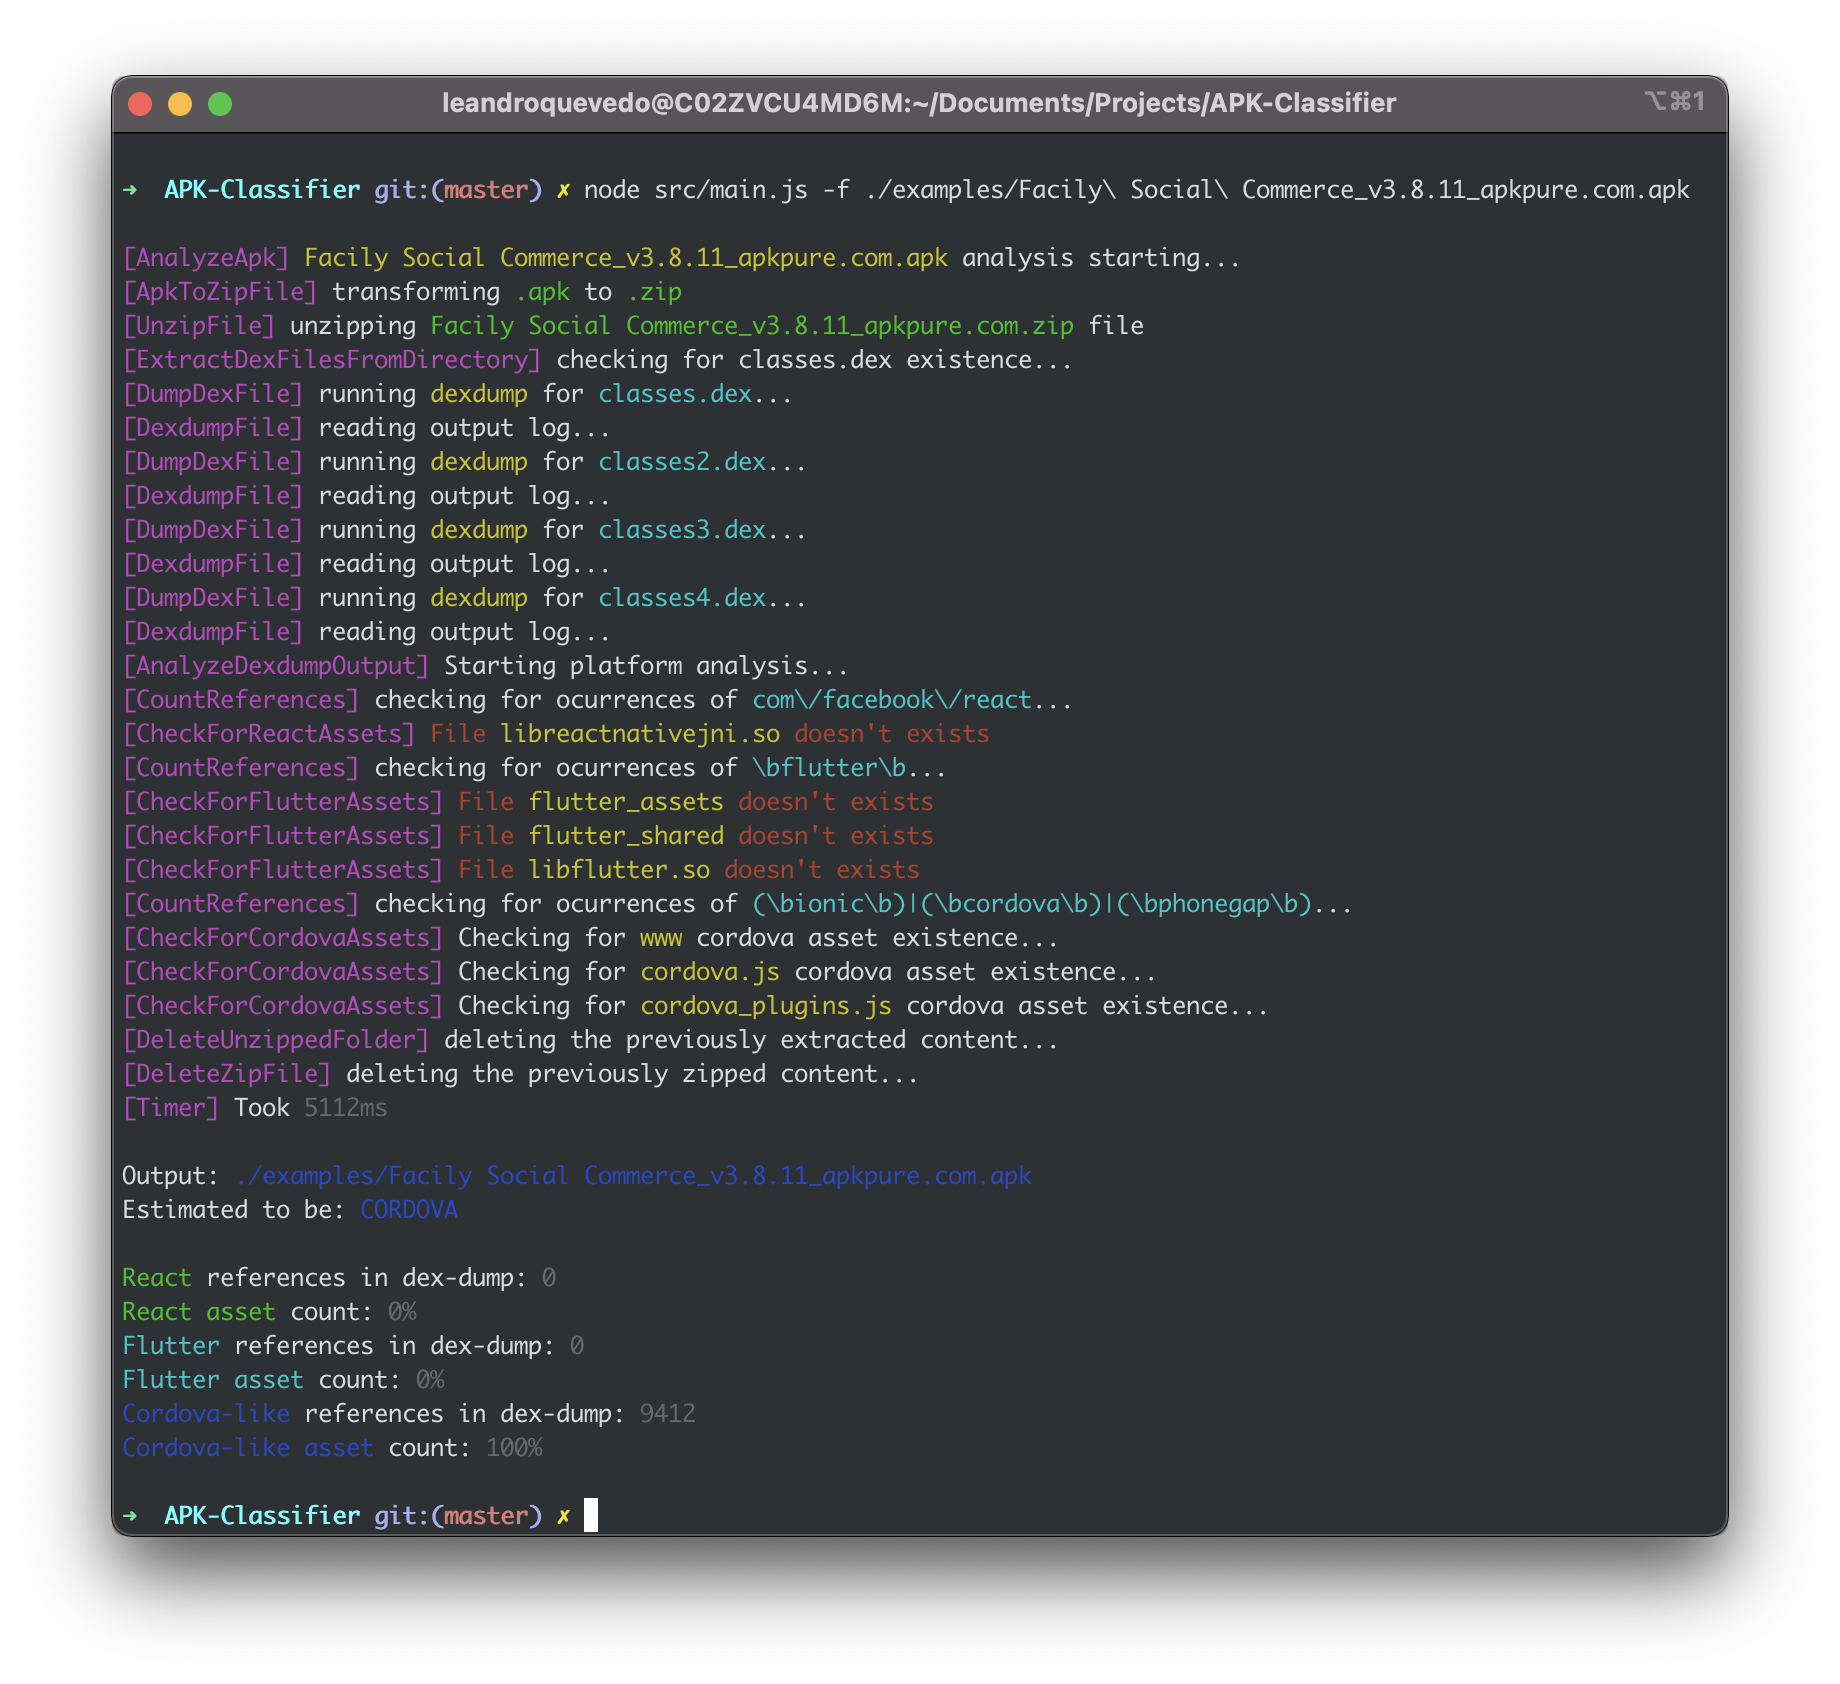 leandroquevedo@C02ZVCU4MD6M:~/Documents/Projects/APK-Classifier ⌥⌘1
➜ APK-Classifier git:(master) ✗ node src/main.js -f ./examples/Facily\ Social\ Commerce_v3.8.11_apkpure.com.apk
[AnalyzeApk] Facily Social Commerce_v3.8.11_apkpure.com.apk analysis starting...
[ApkToZipFile] transforming .apk to .zip
[UnzipFile] unzipping Facily Social Commerce_v3.8.11_apkpure.com.zip file
[ExtractDexFilesFromDirectory] checking for classes.dex existence...
[DumpDexFile] running dexdump for classes.dex...
[DexdumpFile] reading output log...
[DumpDexFile] running dexdump for classes2.dex...
[DexdumpFile] reading output log...
[DumpDexFile] running dexdump for classes3.dex...
[DexdumpFile] reading output log...
[DumpDexFile] running dexdump for classes4.dex...
[DexdumpFile] reading output log...
[AnalyzeDexdumpOutput] Starting platform analysis...
[CountReferences] checking for ocurrences of com\/facebook\/react...
[CheckForReactAssets] File libreactnativejni.so doesn't exists
[CountReferences] checking for ocurrences of \bflutter\b...
[CheckForFlutterAssets] File flutter_assets doesn't exists
[CheckForFlutterAssets] File flutter_shared doesn't exists
[CheckForFlutterAssets] File libflutter.so doesn't exists
[CountReferences] checking for ocurrences of (\bionic\b)|(\bcordova\b)|(\bphonegap\b)...
[CheckForCordovaAssets] Checking for www cordova asset existence...
[CheckForCordovaAssets] Checking for cordova.js cordova asset existence...
[CheckForCordovaAssets] Checking for cordova_plugins.js cordova asset existence...
[DeleteUnzippedFolder] deleting the previously extracted content...
[DeleteZipFile] deleting the previously zipped content...
[Timer] Took 5112ms
Output: ./examples/Facily Social Commerce_v3.8.11_apkpure.com.apk
Estimated to be: CORDOVA
React references in dex-dump: 0
React asset count: 0%
Flutter references in dex-dump: 0
Flutter asset count: 0%
Cordova-like references in dex-dump: 9412
Cordova-like asset count: 100%
➜ APK-Classifier git:(master) ✗